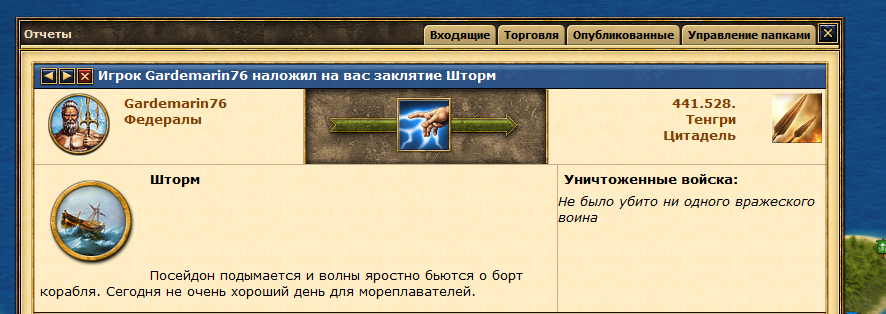 Отчеты
Входящие
Торговля
Опубликованные
Управление папками
Игрок Gardemarin76 наложил на вас заклятие Шторм
Gardemarin76
Федералы
441.528.
Тенгри
Цитадель
Шторм
Посейдон подымается и волны яростно бьются о борт
корабля. Сегодня не очень хороший день для мореплавателей.
Уничтоженные войска:
Не было убито ни одного вражеского
воина